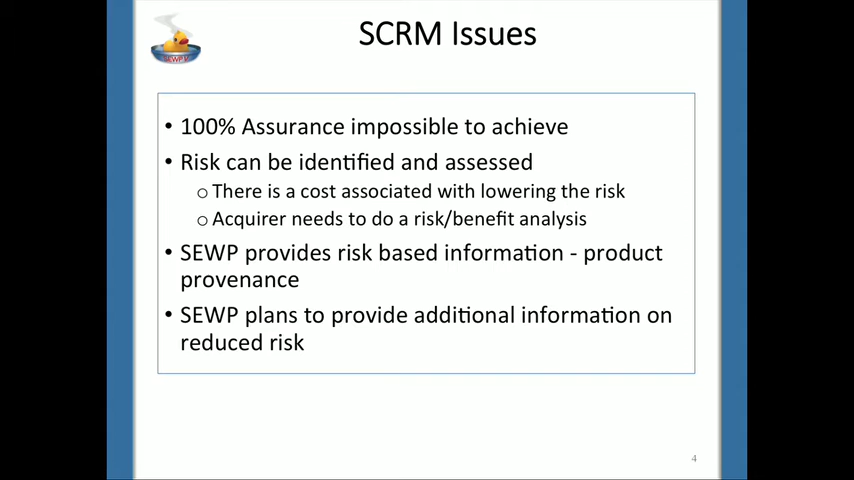 SCRM Issues
SEWP V
• 100% Assurance impossible to achieve
• Risk can be identified and assessed
o There is a cost associated with lowering the risk
o Acquirer needs to do a risk/benefit analysis
• SEWP provides risk based information - product
provenance
• SEWP plans to provide additional information on
reduced risk
4